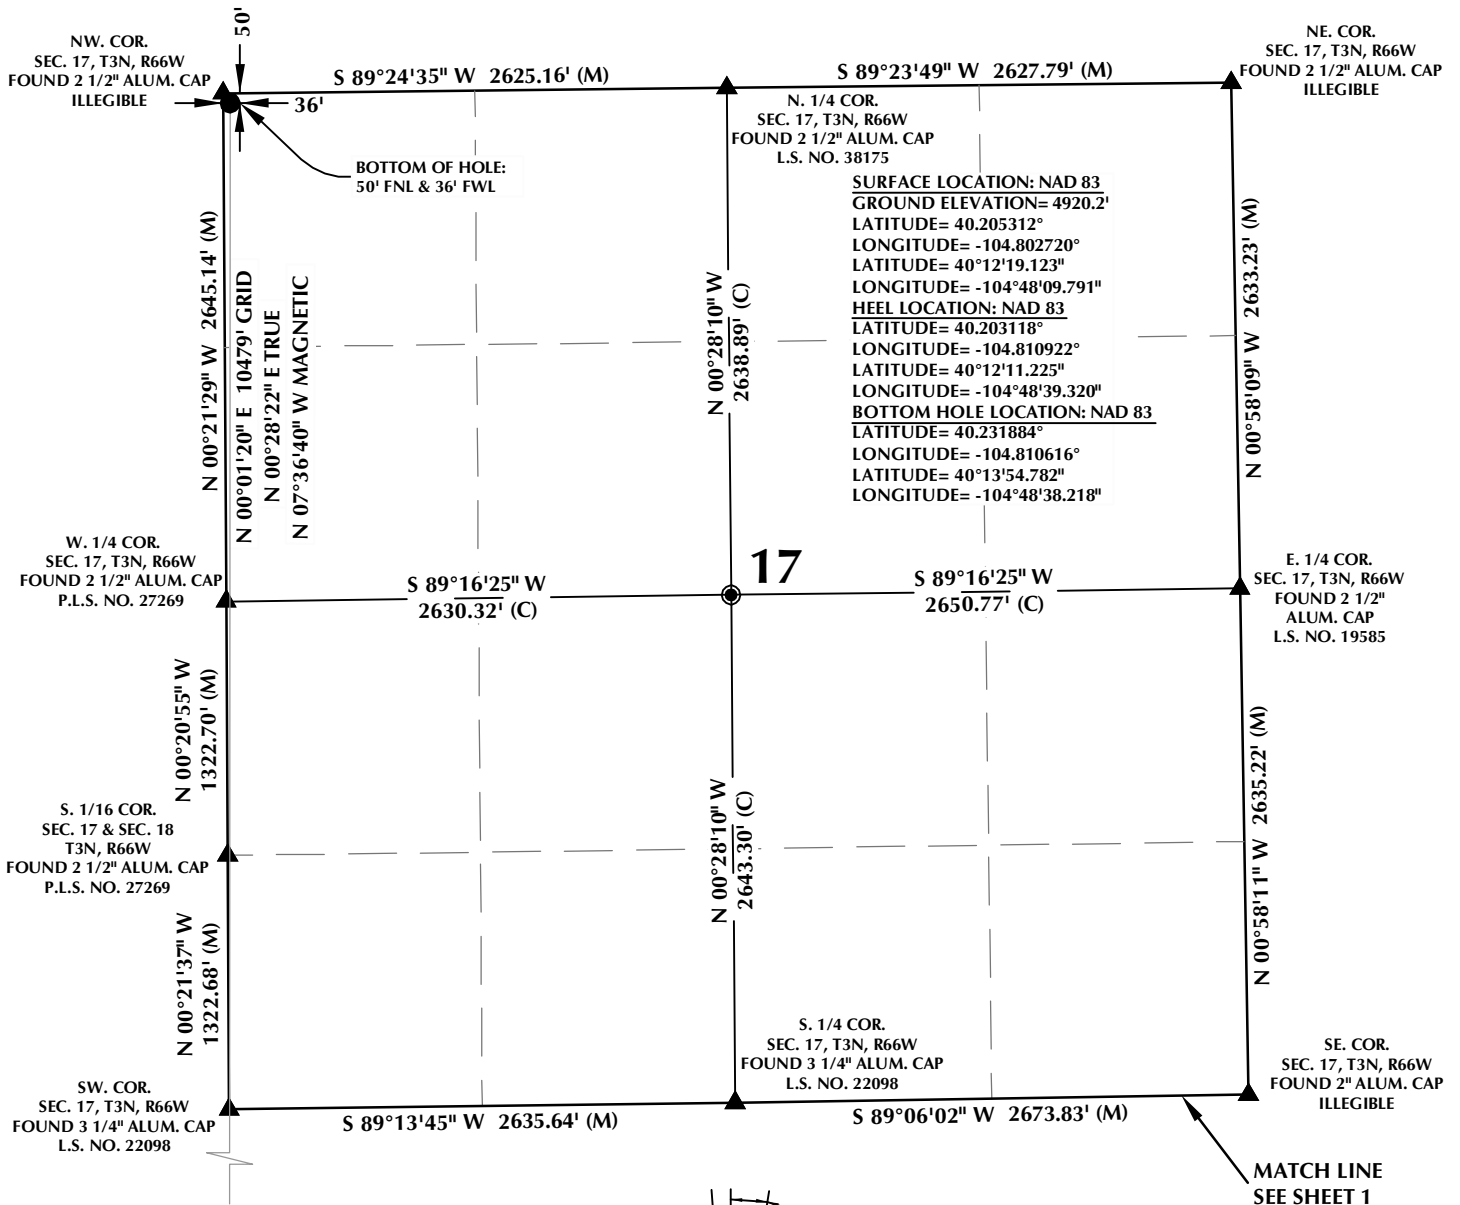 50'
NW. COR.
SEC. 17, T3N, R66W
FOUND 2 1/2" ALUM. CAP
ILLEGIBLE
S 89°24'35" W 2625.16' (M)
S 89°23'49" W 2627.79' (M)
NE. COR.
SEC. 17, T3N, R66W
FOUND 2 1/2" ALUM. CAP
ILLEGIBLE
36'
N. 1/4 COR.
SEC. 17, T3N, R66W
FOUND 2 1/2" ALUM. CAP
L.S. NO. 38175
BOTTOM OF HOLE:
50' FNL & 36' FWL
SURFACE LOCATION: NAD 83
GROUND ELEVATION= 4920.2'
LATITUDE= 40.205312°
LONGITUDE= -104.802720°
LATITUDE= 40°12'19.123"
LONGITUDE= -104°48'09.791"
HEEL LOCATION: NAD 83
LATITUDE= 40.203118°
LONGITUDE= -104.810922°
LATITUDE= 40°12'11.225"
LONGITUDE= -104°48'39.320"
BOTTOM HOLE LOCATION: NAD 83
LATITUDE= 40.231884°
LONGITUDE= -104.810616°
LATITUDE= 40°13'54.782"
LONGITUDE= -104°48'38.218"
N 00°21'29" W 2645.14' (M)
N 00°01'20" E 10479' GRID
N 00°28'22" E TRUE
N 07°36'40" W MAGNETIC
N 00°28'10" W
2638.89' (C)
N 00°58'09" W 2633.23' (M)
W. 1/4 COR.
SEC. 17, T3N, R66W
FOUND 2 1/2" ALUM. CAP
P.L.S. NO. 27269
S 89°16'25" W
2630.32' (C)
17
S 89°16'25" W
2650.77' (C)
E. 1/4 COR.
SEC. 17, T3N, R66W
FOUND 2 1/2"
ALUM. CAP
L.S. NO. 19585
N 00°20'55" W
1322.70' (M)
S. 1/16 COR.
SEC. 17 & SEC. 18
T3N, R66W
FOUND 2 1/2" ALUM. CAP
P.L.S. NO. 27269
N 00°28'10" W
2643.30' (C)
N 00°58'11" W 2635.22' (M)
N 00°21'37" W
1322.68' (M)
S. 1/4 COR.
SEC. 17, T3N, R66W
FOUND 3 1/4" ALUM. CAP
L.S. NO. 22098
SE. COR.
SEC. 17, T3N, R66W
FOUND 2" ALUM. CAP
ILLEGIBLE
SW. COR.
SEC. 17, T3N, R66W
FOUND 3 1/4" ALUM. CAP
L.S. NO. 22098
S 89°13'45" W 2635.64' (M)
S 89°06'02" W 2673.83' (M)
MATCH LINE
SEE SHEET 1